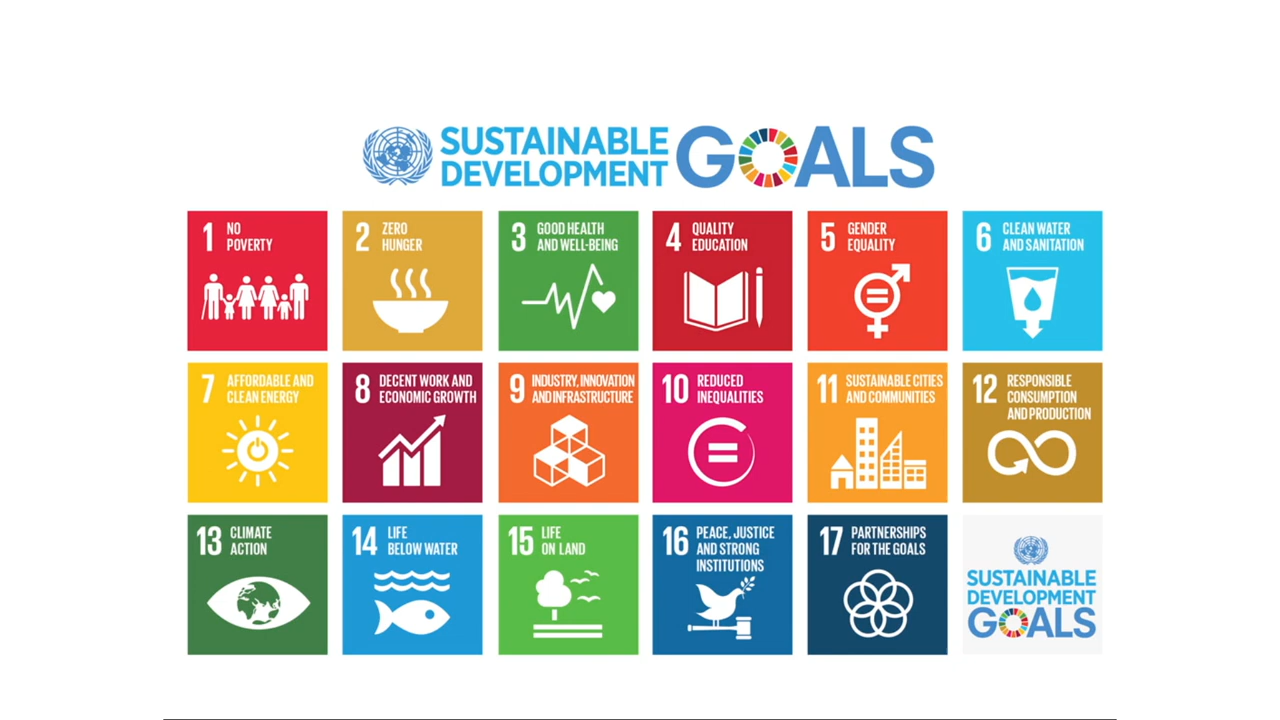 SUSTAINABLE
DEVELOPMENT
GOALS
1 NO
POVERTY
2 ZERO
HUNGER
3 GOOD HEALTH
AND WELL-BEING
4 QUALITY
EDUCATION
5 GENDER
EQUALITY
6 CLEAN WATER
AND SANITATION
7 AFFORDABLE AND
CLEAN ENERGY
8 DECENT WORK AND
ECONOMIC GROWTH
9 INDUSTRY, INNOVATION
AND INFRASTRUCTURE
10 REDUCED
INEQUALITIES
11 SUSTAINABLE CITIES
AND COMMUNITIES
12 RESPONSIBLE
CONSUMPTION
AND PRODUCTION
13 CLIMATE
ACTION
14 LIFE
BELOW WATER
15 LIFE
ON LAND
16 PEACE, JUSTICE
AND STRONG
INSTITUTIONS
17 PARTNERSHIPS
FOR THE GOALS
SUSTAINABLE
DEVELOPMENT
GOALS